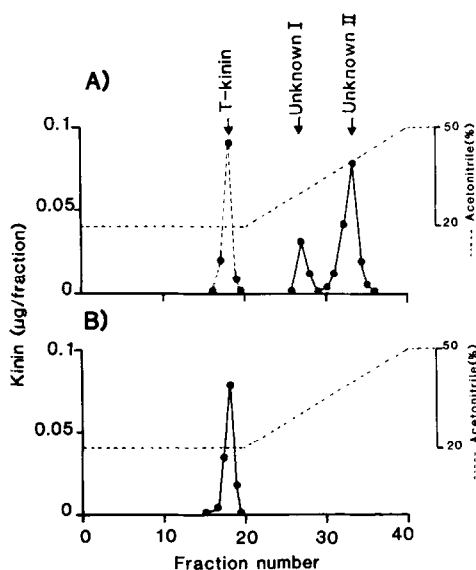 T-kinin
Unknown I
Unknown II
A)
0.1
0.05
0
50
20
Acetonitrile(%)
B)
0.1
0.05
0
50
20
Acetonitrile(%)
Kinin (µg/fraction)
0 10 20 30 40
Fraction number